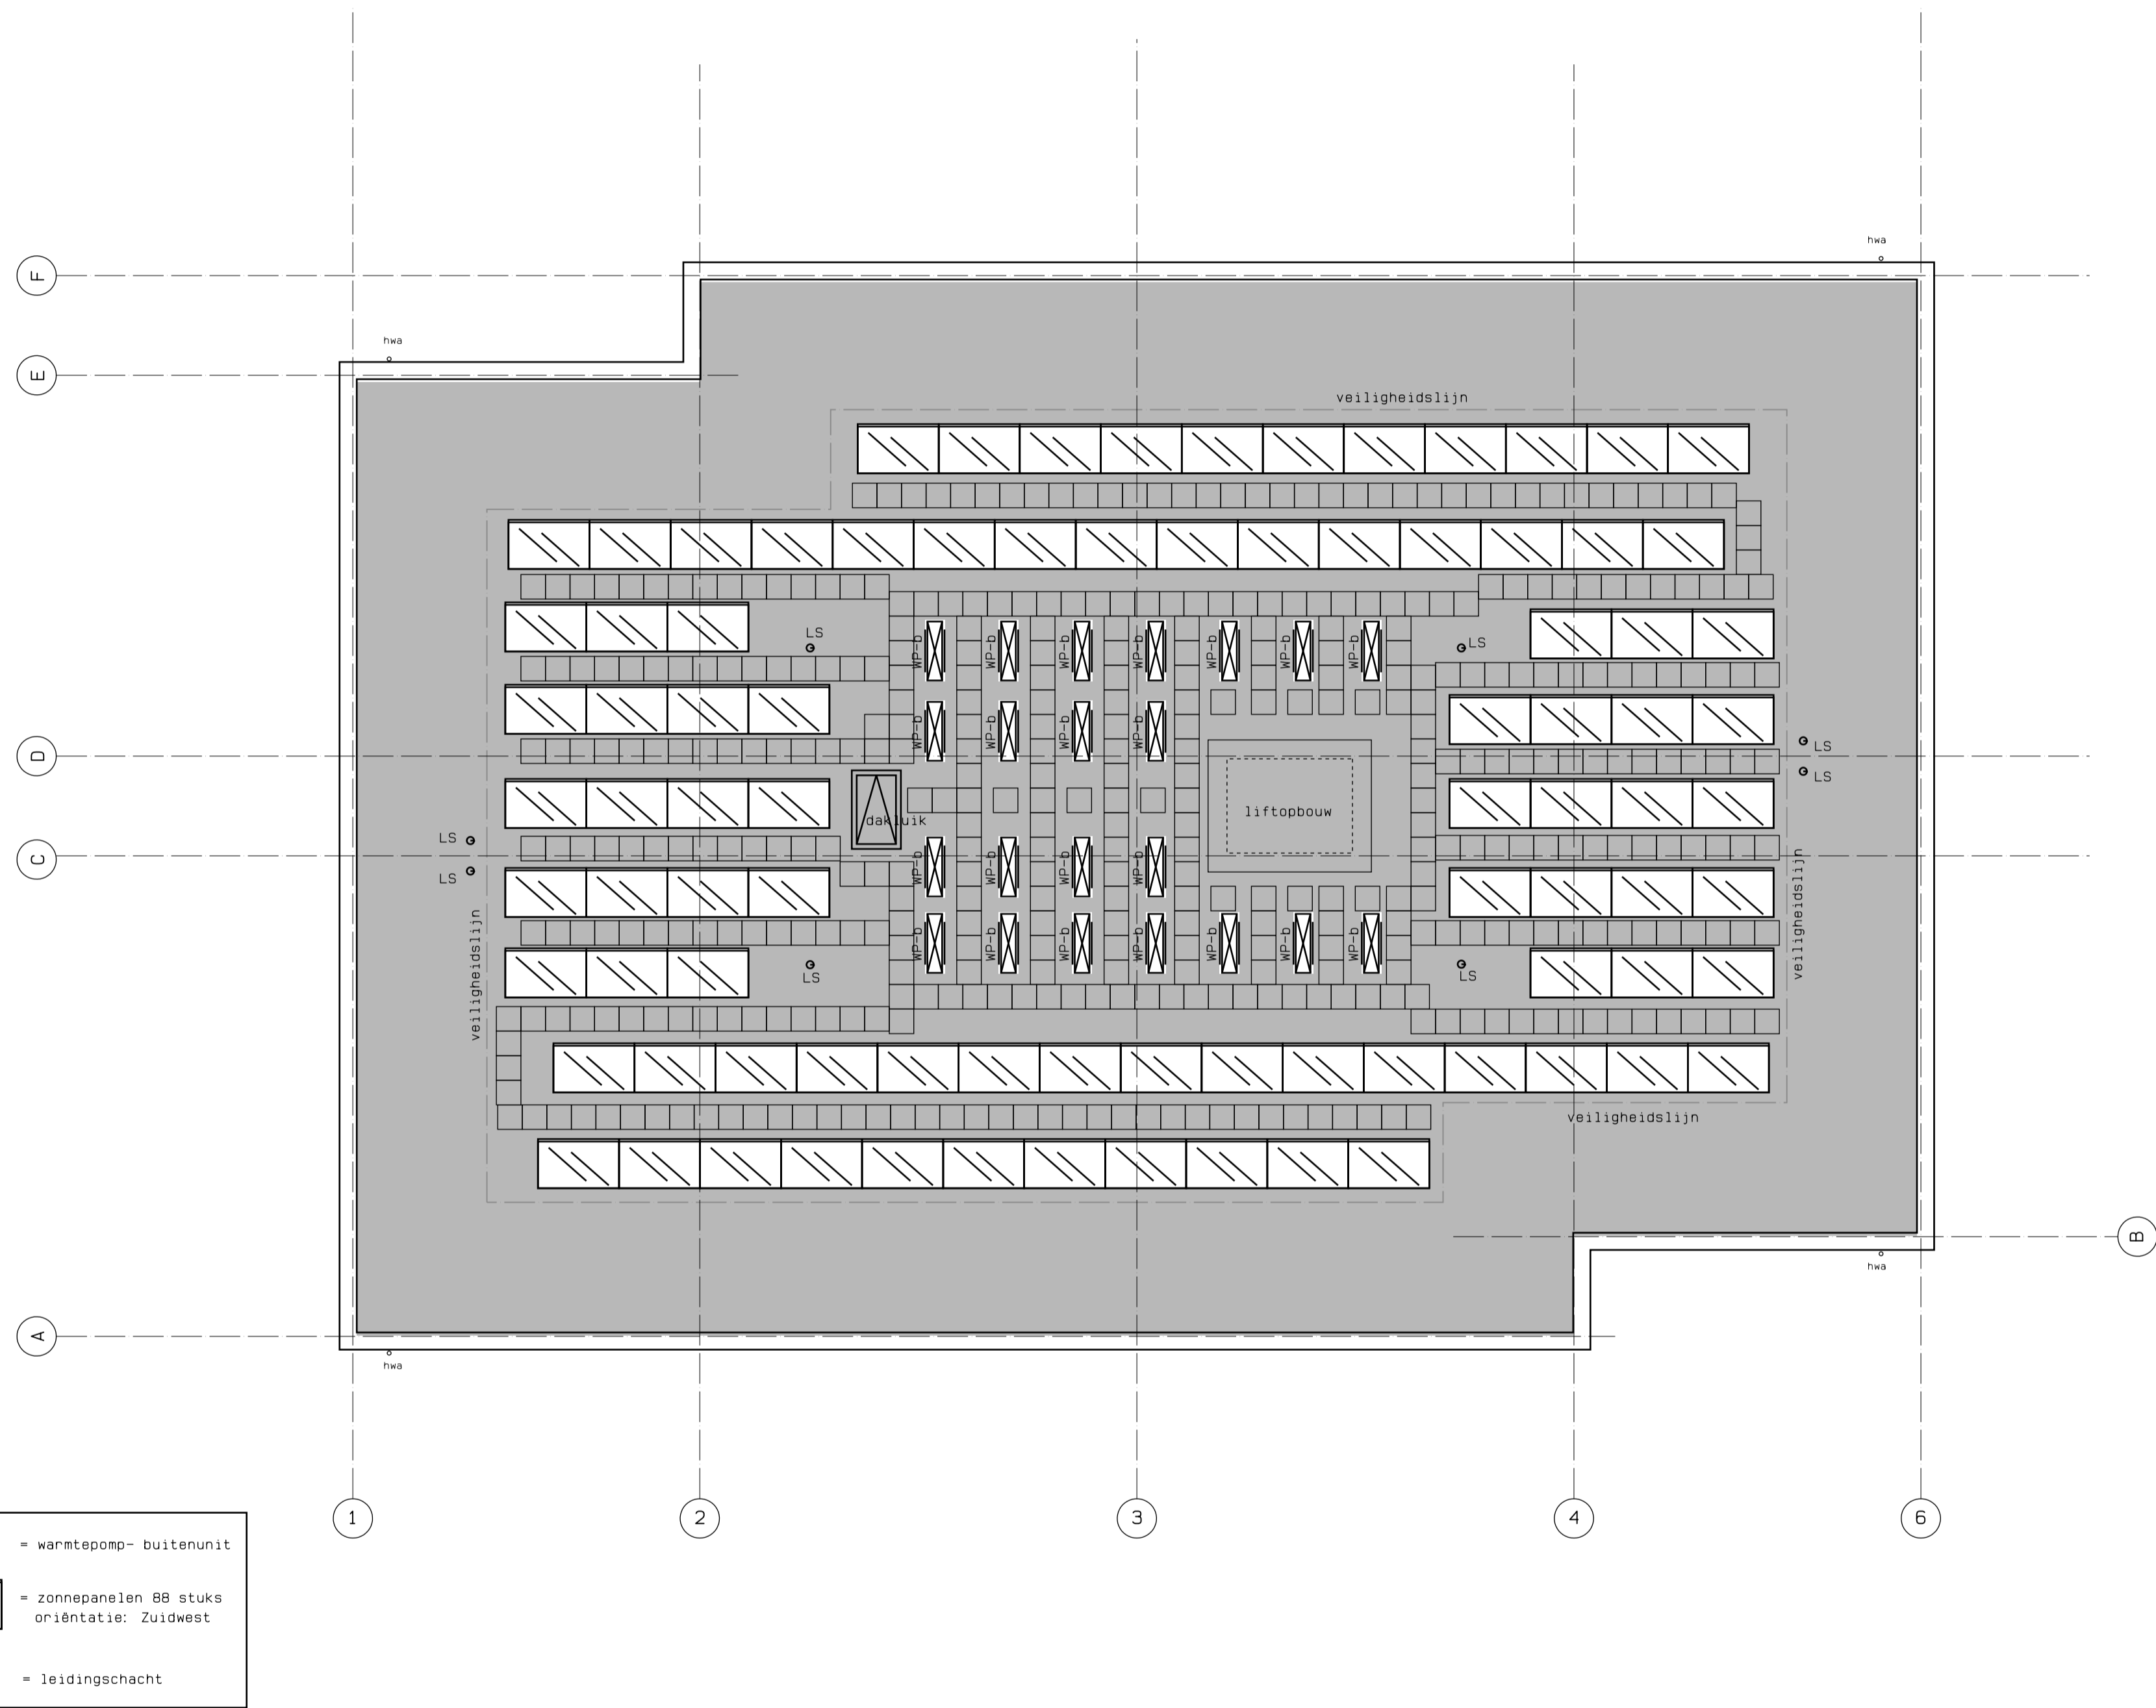 hwa
F
hwa
E
veiligheidslijn
LS
LS
WP-b
WP-b
WP-b
WP-b
WP-b
WP-b
WP-b
WP-b
WP-b
WP-b
WP-b
D
LS
LS
liftopbouw
dakluik
LS
C
LS
WP-b
WP-b
WP-b
WP-b
veiligheidslijn
veiligheidslijn
WP-b
WP-b
WP-b
WP-b
WP-b
WP-b
WP-b
LS
LS
veiligheidslijn
B
hwa
A
hwa
1
2
3
4
6
= warmtepomp- buitenunit
= zonnepanelen 88 stuks
oriëntatie: Zuidwest
= leidingschacht